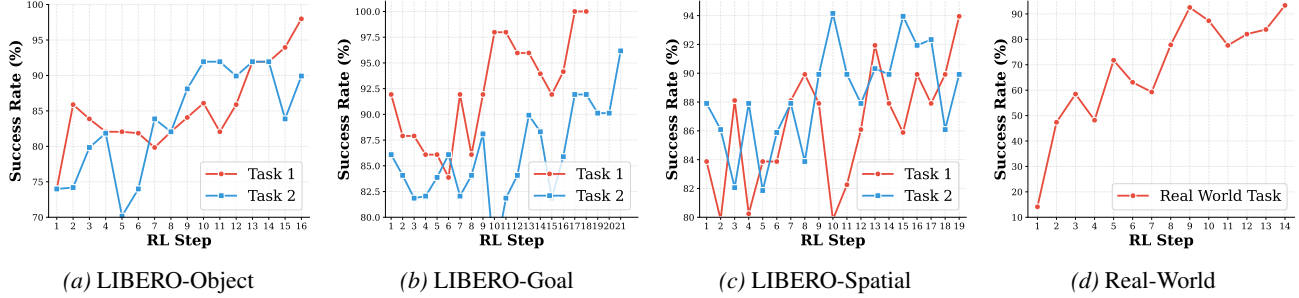 100
95
90
85
80
75
70
Success Rate (%)
1 2 3 4 5 6 7 8 9 10 11 12 13 14 15 16
RL Step
Task 1
Task 2
(a) LIBERO-Object
100.0
97.5
95.0
92.5
90.0
87.5
85.0
82.5
80.0
Success Rate (%)
1 2 3 4 5 6 7 8 9 10 11 12 13 14 15 16 17 18 19 20 21
RL Step
Task 1
Task 2
(b) LIBERO-Goal
94
92
90
88
86
84
82
80
Success Rate (%)
1 2 3 4 5 6 7 8 9 10 11 12 13 14 15 16 17 18 19
RL Step
Task 1
Task 2
(c) LIBERO-Spatial
90
80
70
60
50
40
30
20
10
Success Rate (%)
1 2 3 4 5 6 7 8 9 10 11 12 13 14
RL Step
Real World Task
(d) Real-World